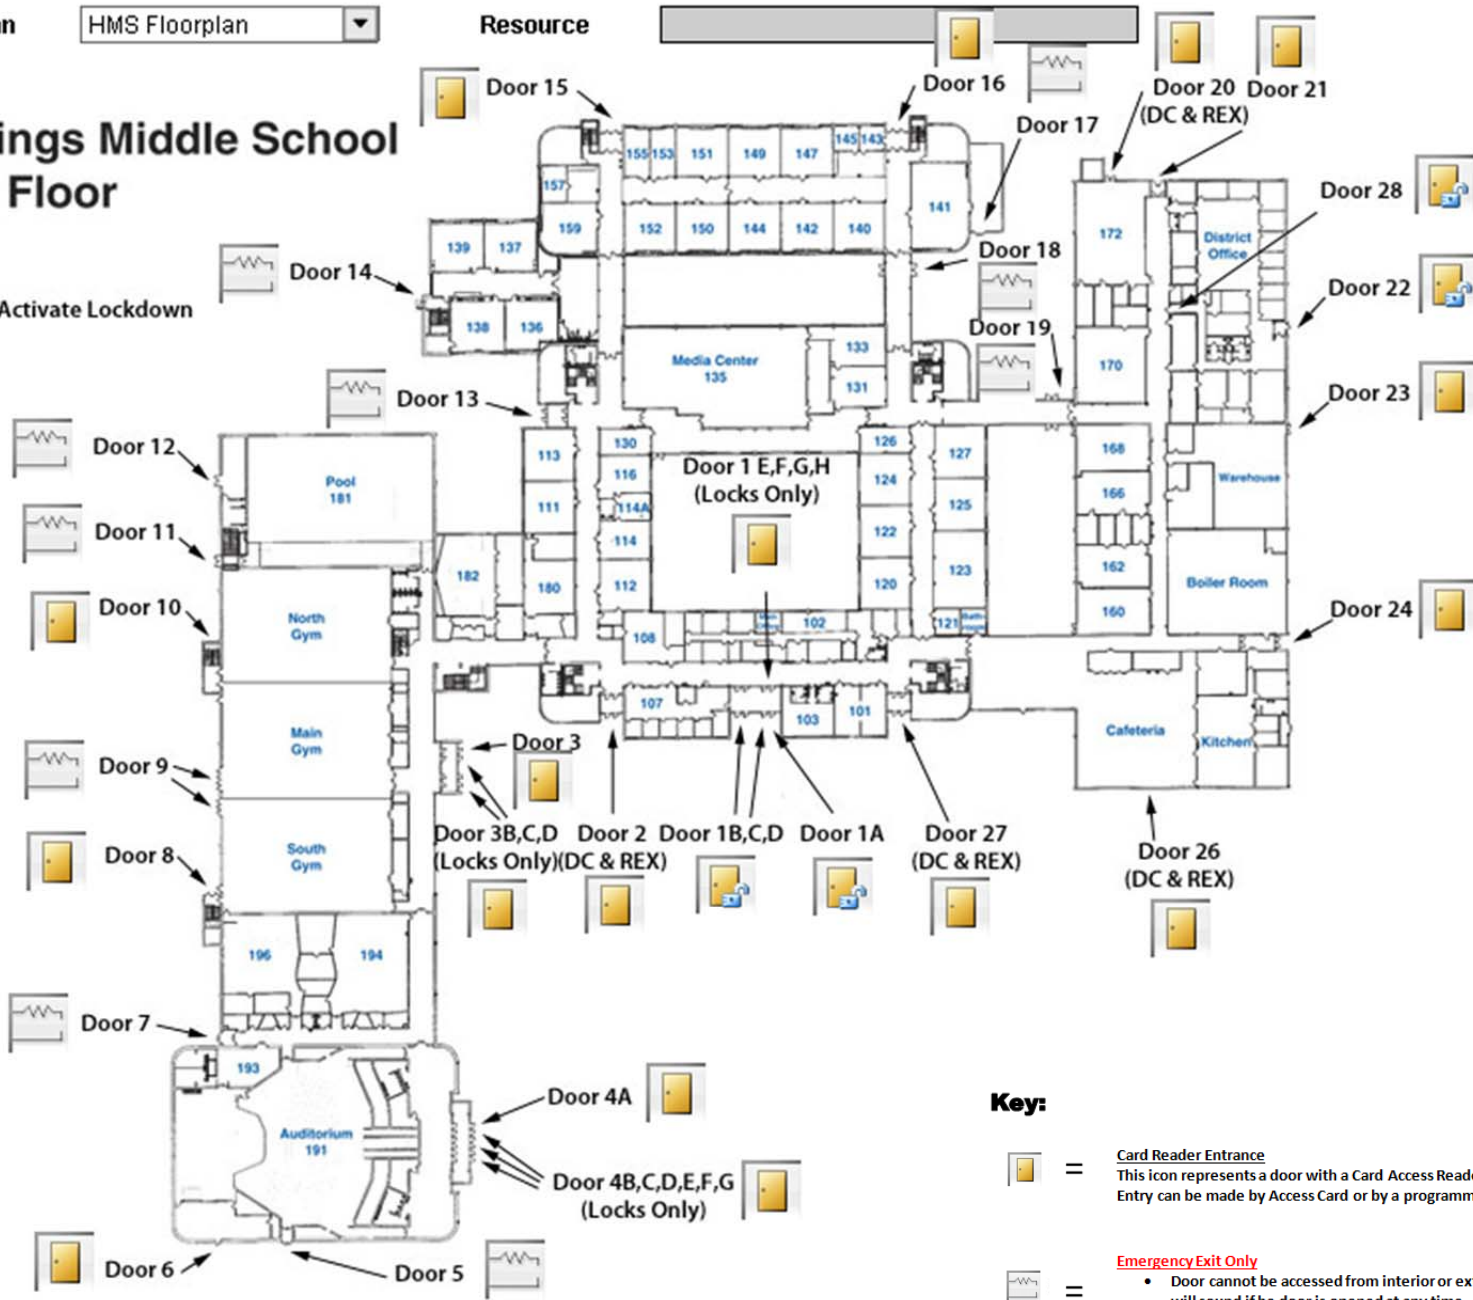 HMS Floorplan
Resource
ings Middle School
Floor
Activate Lockdown
Door 15
Door 16
Door 17
Door 20
(DC & REX)
Door 21
Door 28
Door 22
Door 18
Door 19
Door 14
Door 13
Door 23
Door 12
Door 11
Door 10
Door 24
Door 9
Door 8
Door 7
155
153
151
149
147
145
143
157
159
152
150
144
142
140
141
139
137
138
136
172
District
Office
Media Center
135
133
131
170
130
126
127
168
113
116
124
Door 1 E,F,G,H
(Locks Only)
Pool
181
125
166
Warehouse
111
114A
114
122
182
180
112
120
123
162
160
Boiler Room
North
Gym
108
102
121
107
103
101
Cafeteria
Kitchen
Main
Gym
South
Gym
Door 3
Door 3B,C,D
(Locks Only)
Door 2
(DC & REX)
Door 1B,C,D
Door 1A
Door 27
(DC & REX)
Door 26
(DC & REX)
196
194
193
Auditorium
191
Door 4A
Door 4B,C,D,E,F,G
(Locks Only)
Door 6
Door 5
Key:
=
Card Reader Entrance
This icon represents a door with a Card Access Read
Entry can be made by Access Card or by a programm
=
Emergency Exit Only
• Door cannot be accessed from interior or ex